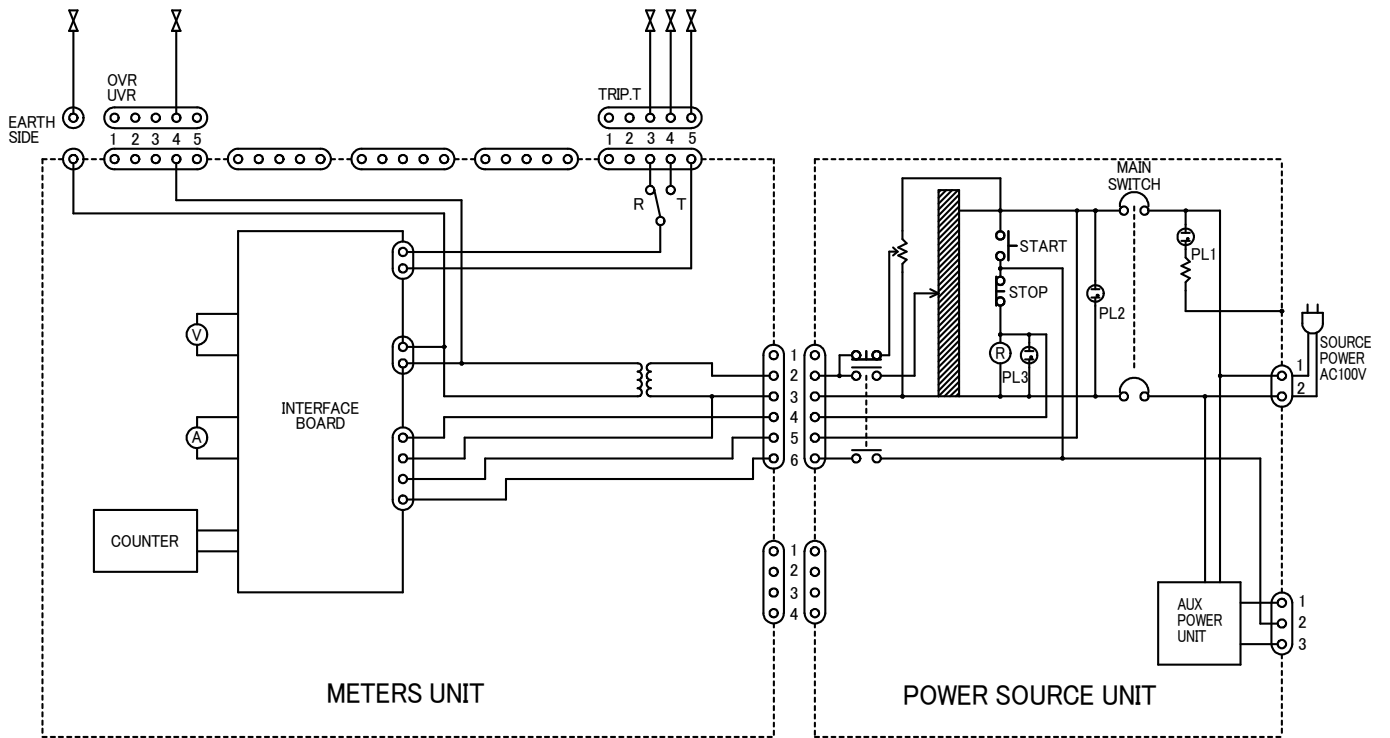 OVR
UVR
TRIP.T
EARTH
SIDE
1 2 3 4 5
1 2 3 4 5
R
T
MAIN
SWITCH
START
PL1
STOP
PL2
R
PL3
V
SOURCE
POWER
AC100V
1
2
1
2
3
4
5
6
INTERFACE
BOARD
A
COUNTER
1
2
3
4
AUX
POWER
UNIT
1
2
3
METERS UNIT
POWER SOURCE UNIT